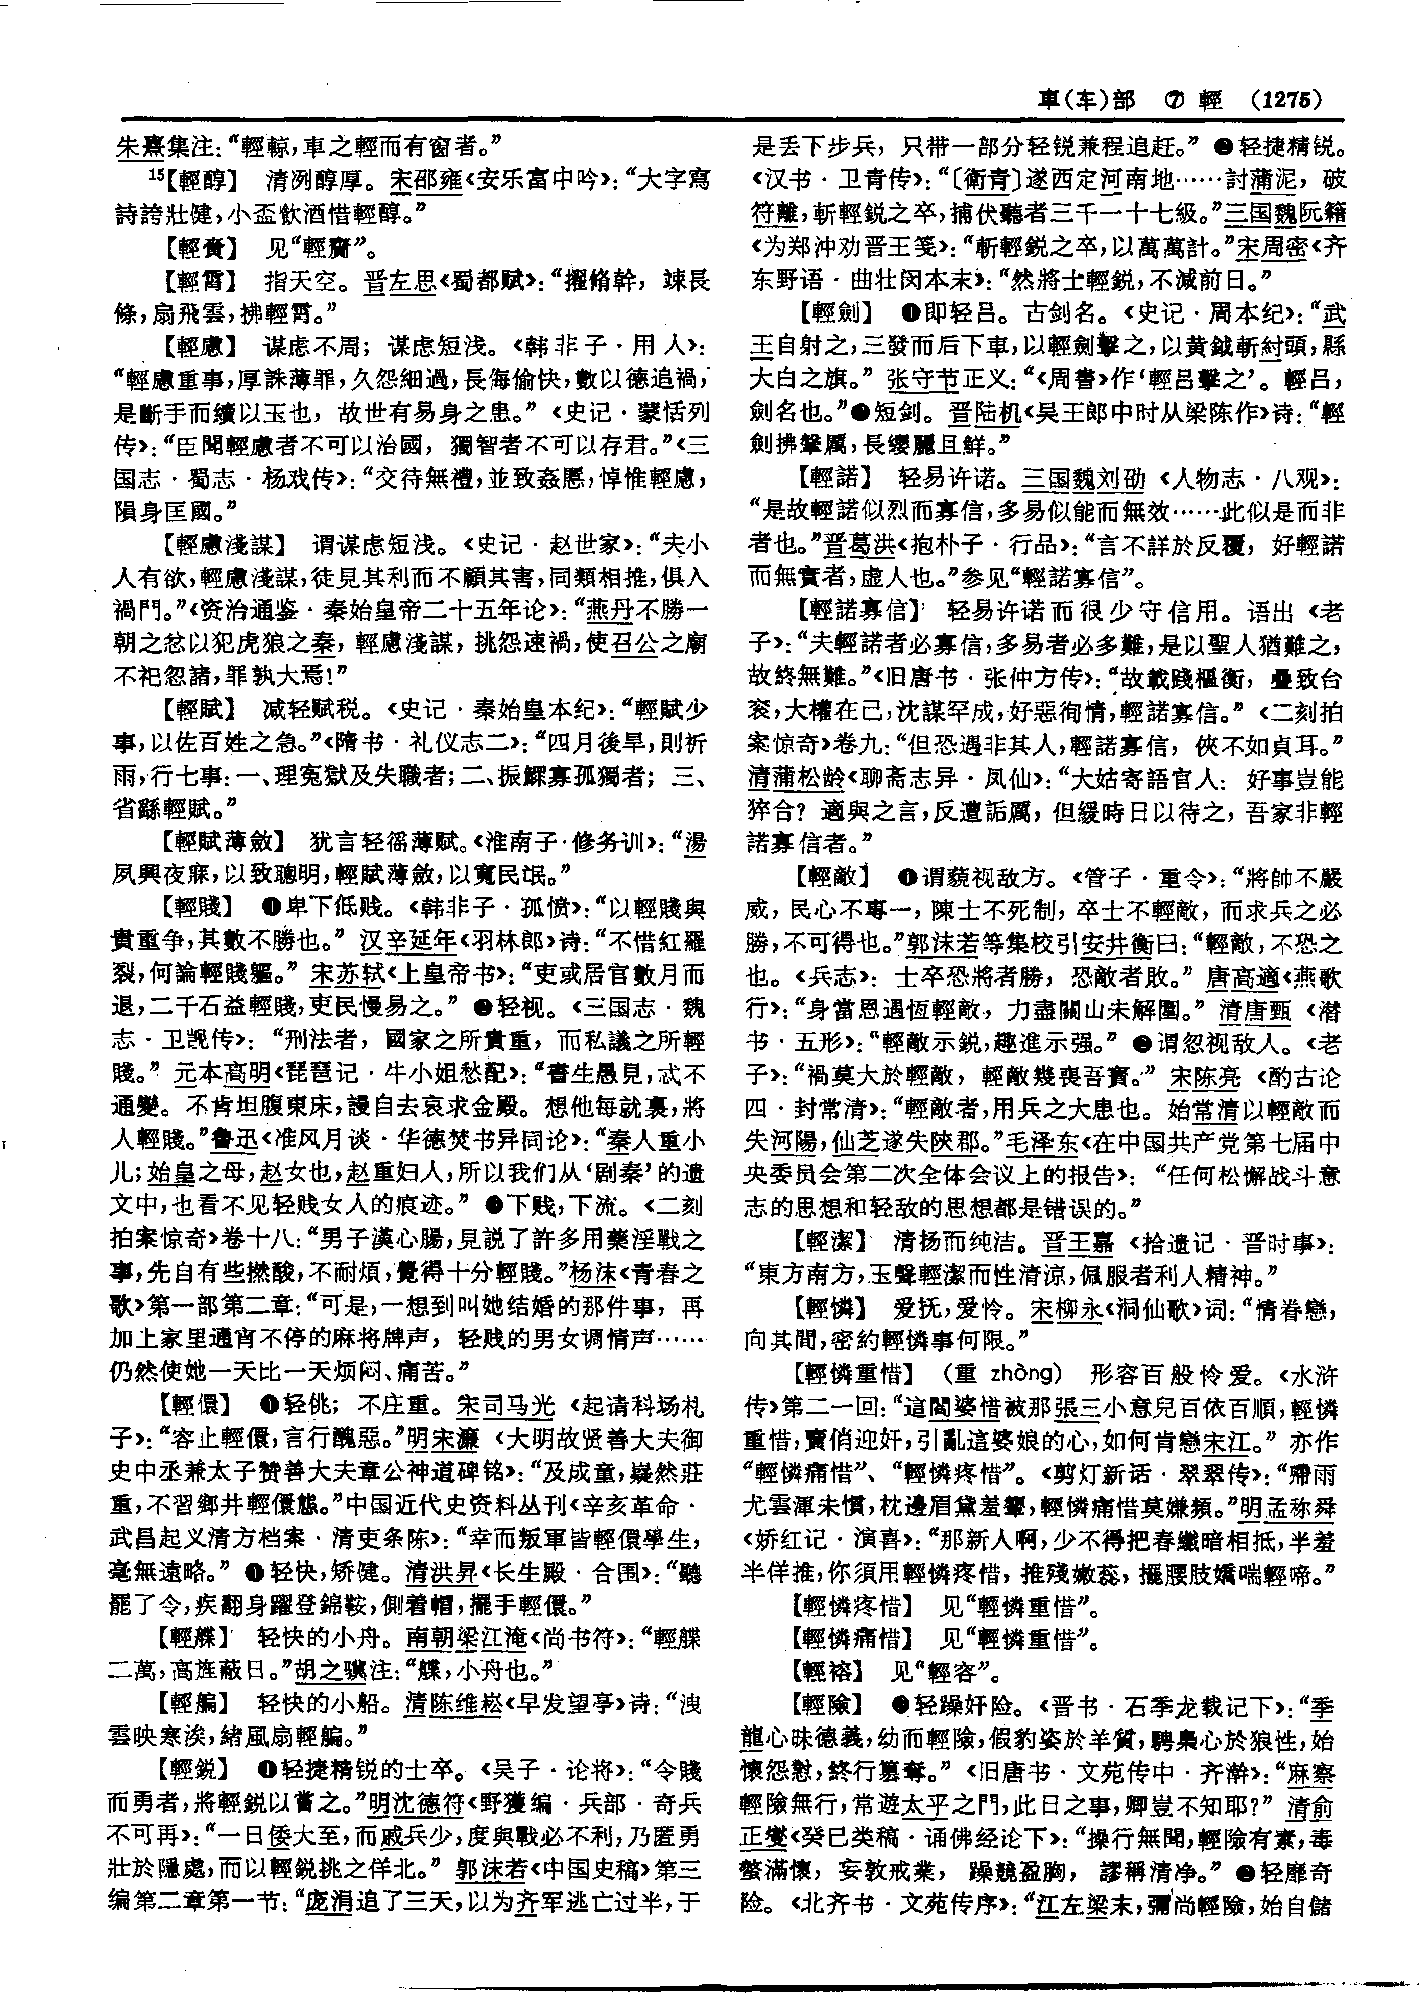 車(车)部 ⑦ 輕 (1275)
朱熹集注:“輕輬,車之輕而有窗者。”
15【輕醇】 清冽醇厚。宋邵雍《安乐窩中吟》:“大字寫
詩誇壯健,小盃飲酒惜輕醇。”
【輕賫】 见“輕齎”。
【輕霄】 指天空。晋左思《蜀都赋》:“擢脩幹,竦長
條,扇飛雲,拂輕霄。”
【輕慮】 谋虑不周;谋虑短浅。《韩非子·用人》:
“輕慮重事,厚誅薄罪,久怨細過,長侮偷快,數以德追禍,
是斷手而續以玉也,故世有易身之患。”《史记·蒙恬列
传》:“臣聞輕慮者不可以治國,獨智者不可以存君。”《三
国志·蜀志·杨戏传》:“交待無禮,並致姦慝,悼惟輕慮,
隕身匡國。”
【輕慮淺謀】 谓谋虑短浅。《史记·赵世家》:“夫小
人有欲,輕慮淺謀,徒見其利而不顧其害,同類相推,俱入
禍門。”《资治通鉴·秦始皇帝二十五年论》:“燕丹不勝一
朝之忿以犯虎狼之秦,輕慮淺謀,挑怨速禍,使召公之廟
不祀忽諸,罪孰大焉!”
【輕賦】 减轻赋税。《史记·秦始皇本纪》:“輕賦少
事,以佐百姓之急。”《隋书·礼仪志二》:“四月後旱,則祈
雨,行七事:一、理冤獄及失職者;二、振鰥寡孤獨者;三、
省繇輕賦。”
【輕賦薄斂】 犹言轻徭薄赋。《淮南子·修务训》:“湯
夙興夜寐,以致聰明,輕賦薄斂,以寬民氓。”
【輕賤】 ❶卑下低贱。《韩非子·孤愤》:“以輕賤與
貴重争,其數不勝也。”汉辛延年《羽林郎》诗:“不惜紅羅
裂,何論輕賤軀。”宋苏轼《上皇帝书》:“吏或居官數月而
退,二千石益輕賤,吏民慢易之。”❷轻视。《三国志·魏
志·卫觊传》:“刑法者,國家之所貴重,而私議之所輕
賤。”元本高明《琵琶记·牛小姐愁配》:“書生愚見,忒不
通變。不肯坦腹東床,謾自去哀求金殿。想他每就裏,將
人輕賤。”鲁迅《准风月谈·华德焚书异同论》:“秦人重小
儿;始皇之母,赵女也,赵重妇人,所以我们从‘剧秦’的遗
文中,也看不见轻贱女人的痕迹。”❸下贱,下流。《二刻
拍案惊奇》卷十八:“男子漢心腸,見說了許多用藥淫戰之
事,先自有些撚酸,不耐煩,覺得十分輕賤。”杨沫《青春之
歌》第一部第二章:“可是,一想到叫她结婚的那件事,再
加上家里通宵不停的麻将牌声,轻贱的男女调情声……
仍然使她一天比一天烦闷、痛苦。”
【輕儇】 ❶轻佻;不庄重。宋司马光《起请科场札
子》:“容止輕儇,言行醜惡。”明宋濂《大明故贤善大夫御
史中丞兼太子赞善大夫章公神道碑铭》:“及成童,嶷然莊
重,不習鄉井輕儇態。”中国近代史资料丛刊《辛亥革命·
武昌起义清方档案·清吏条陈》:“幸而叛軍皆輕儇學生,
毫無遠略。”❷轻快,矫健。清洪昇《长生殿·合围》:“聽
罷了令,疾翻身躍登錦鞍,側着帽,擺手輕儇。”
【輕艓】 轻快的小舟。南朝梁江淹《尚书符》:“輕艓
二萬,高旌蔽日。”胡之骥注:“艓,小舟也。”
【輕艑】 轻快的小船。清陈维崧《早发望亭》诗:“洩
雲映寒涘,緒風扇輕艑。”
【輕鋭】 ❶轻捷精锐的士卒。《吴子·论将》:“令賤
而勇者,將輕鋭以嘗之。”明沈德符《野獲编·兵部·奇兵
不可再》:“一日倭大至,而戚兵少,度與戰必不利,乃匿勇
壯於隱處,而以輕鋭挑之佯北。”郭沫若《中国史稿》第三
编第二章第一节:“庞涓追了三天,以为齐军逃亡过半,于
是丢下步兵,只带一部分轻锐兼程追赶。”❷轻捷精锐。
《汉书·卫青传》:“〔衛青〕遂西定河南地……討蒲泥,破
符離,斬輕鋭之卒,捕伏聽者三千一十七級。”三国魏阮籍
《为郑冲劝晋王笺》:“斬輕鋭之卒,以萬萬計。”宋周密《齐
东野语·曲壮闵本末》:“然將士輕鋭,不減前日。”
【輕劍】 ❶即轻吕。古剑名。《史记·周本纪》:“武
王自射之,三發而后下車,以輕劍擊之,以黄鉞斬紂頭,縣
大白之旗。”张守节正义:“《周書》作‘輕呂擊之’。輕呂,
劍名也。”❷短剑。晋陆机《吴王郎中时从梁陈作》诗:“輕
劍拂鞶厲,長纓麗且鮮。”
【輕諾】 轻易许诺。三国魏刘劭《人物志·八观》:
“是故輕諾似烈而寡信,多易似能而無效……此似是而非
者也。”晋葛洪《抱朴子·行品》:“言不詳於反覆,好輕諾
而無實者,虚人也。”参见“輕諾寡信”。
【輕諾寡信】 轻易许诺而很少守信用。语出《老
子》:“夫輕諾者必寡信,多易者必多難,是以聖人猶難之,
故終無難。”《旧唐书·张仲方传》:“故載踐樞衡,疊致台
衮,大權在己,沈謀罕成,好惡徇情,輕諾寡信。”《二刻拍
案惊奇》卷九:“但恐遇非其人,輕諾寡信,俠不如貞耳。”
清蒲松龄《聊斋志异·凤仙》:“大姑寄語官人:好事豈能
猝合?適與之言,反遭詬厲,但緩時日以待之,吾家非輕
諾寡信者。”
【輕敵】 ❶谓藐视敌方。《管子·重令》:“將帥不嚴
威,民心不專一,陳士不死制,卒士不輕敵,而求兵之必
勝,不可得也。”郭沫若等集校引安井衡曰:“輕敵,不恐之
也。《兵志》:士卒恐將者勝,恐敵者敗。”唐高適《燕歌
行》:“身當恩遇恆輕敵,力盡關山未解圍。”清唐甄《潜
书·五形》:“輕敵示鋭,趣進示强。”❷谓忽视敌人。《老
子》:“禍莫大於輕敵,輕敵幾喪吾寶。”宋陈亮《酌古论
四·封常清》:“輕敵者,用兵之大患也。始常清以輕敵而
失河陽,仙芝遂失陝郡。”毛泽东《在中国共产党第七届中
央委员会第二次全体会议上的报告》:“任何松懈战斗意
志的思想和轻敌的思想都是错误的。”
【輕潔】 清扬而纯洁。晋王嘉《拾遗记·晋时事》:
“東方南方,玉聲輕潔而性清涼,佩服者利人精神。”
【輕憐】 爱抚,爱怜。宋柳永《洞仙歌》词:“情眷戀,
向其間,密約輕憐事何限。”
【輕憐重惜】 (重 zhòng) 形容百般怜爱。《水浒
传》第二一回:“這閻婆惜被那張三小意兒百依百順,輕憐
重惜,賣俏迎奸,引亂這婆娘的心,如何肯戀宋江。”亦作
“輕憐痛惜”、“輕憐疼惜”。《剪灯新话·翠翠传》:“殢雨
尤雲渾未慣,枕邊眉黛羞顰,輕憐痛惜莫嫌頻。”明孟称舜
《娇红记·演喜》:“那新人啊,少不得把春纖暗相抵,半羞
半佯推,你須用輕憐疼惜,推殘嫩蕊,擺腰肢嬌喘輕啼。”
【輕憐疼惜】 见“輕憐重惜”。
【輕憐痛惜】 见“輕憐重惜”。
【輕褣】 见“輕容”。
【輕險】 ❶轻躁奸险。《晋书·石季龙载记下》:“季
龍心昧德義,幼而輕險,假豹姿於羊質,騁梟心於狼性,始
懷怨懟,終行篡奪。”《旧唐书·文苑传中·齐澣》:“麻察
輕險無行,常遊太平之門,此日之事,卿豈不知耶?”清俞
正燮《癸巳类稿·诵佛经论下》:“操行無聞,輕險有素,毒
螫滿懷,妄敦戒業,躁競盈胸,謬稱清净。”❷轻靡奇
险。《北齐书·文苑传序》:“江左梁末,彌尚輕險,始自儲